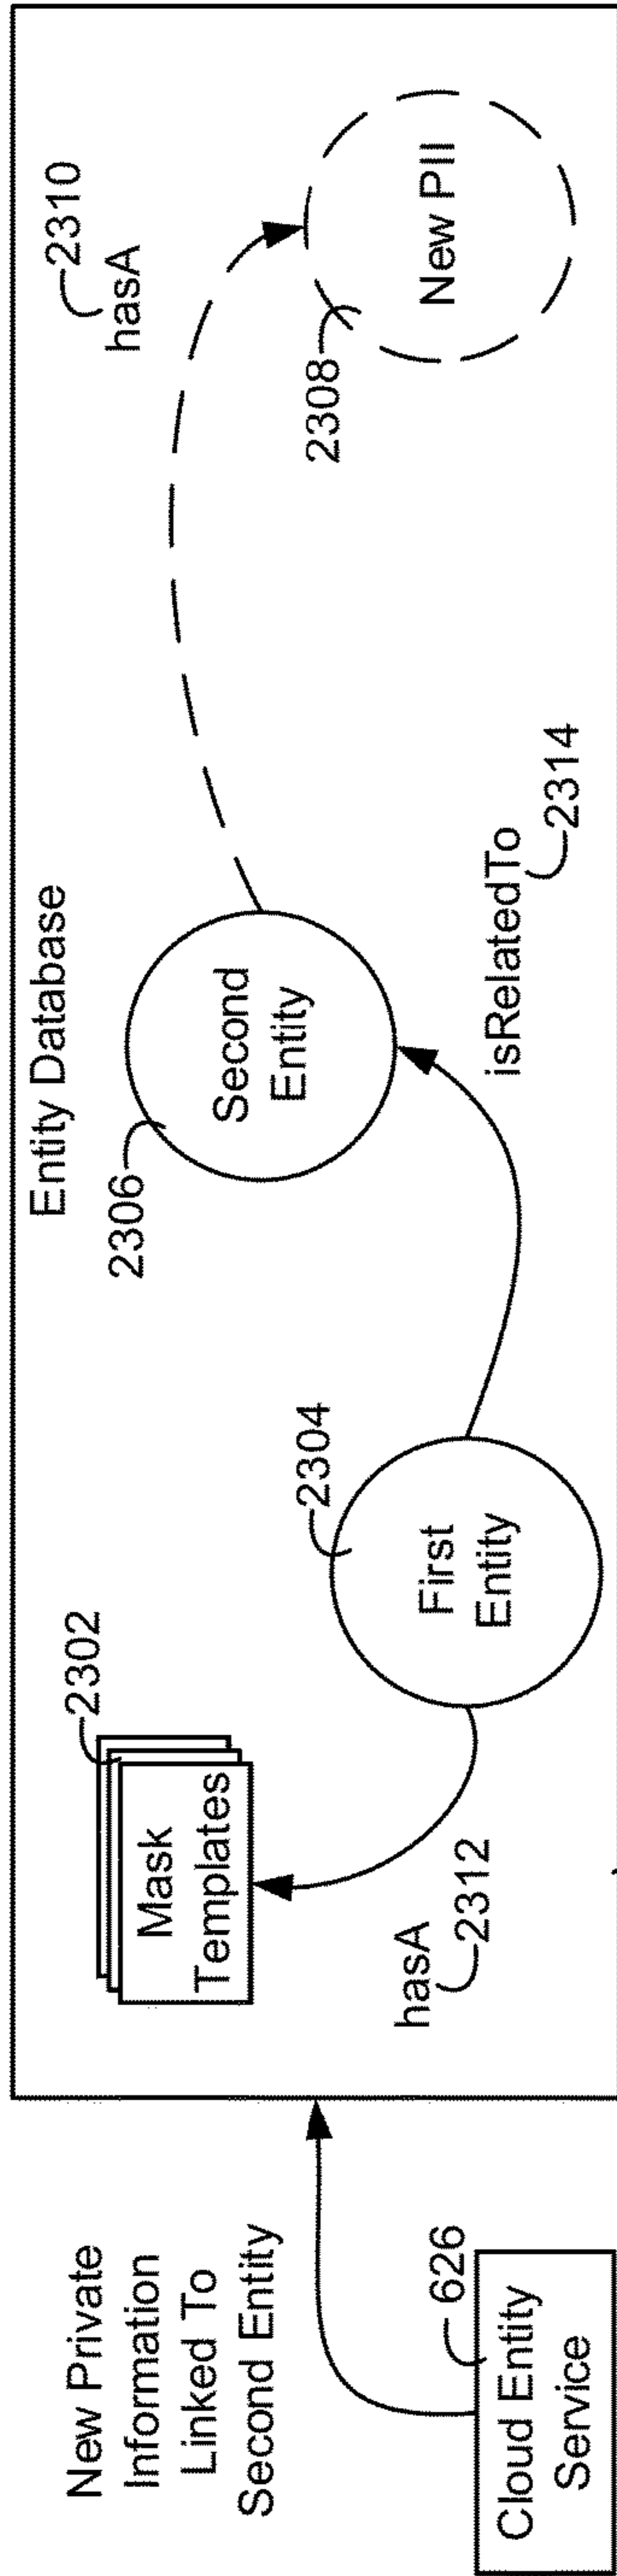 New Private
Information
Linked To
Second Entity
626
Cloud Entity
Service
Entity Database
2302
Mask
Templates
hasA
2312
2304
First
Entity
2306
Second
Entity
isRelatedTo
2314
2310
hasA
2308
New PII